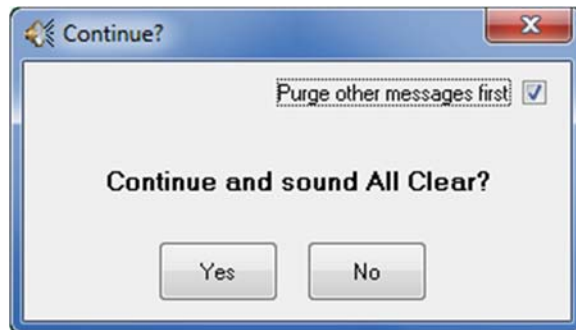 Continue?
Purge other messages first
Continue and sound All Clear?
Yes
No